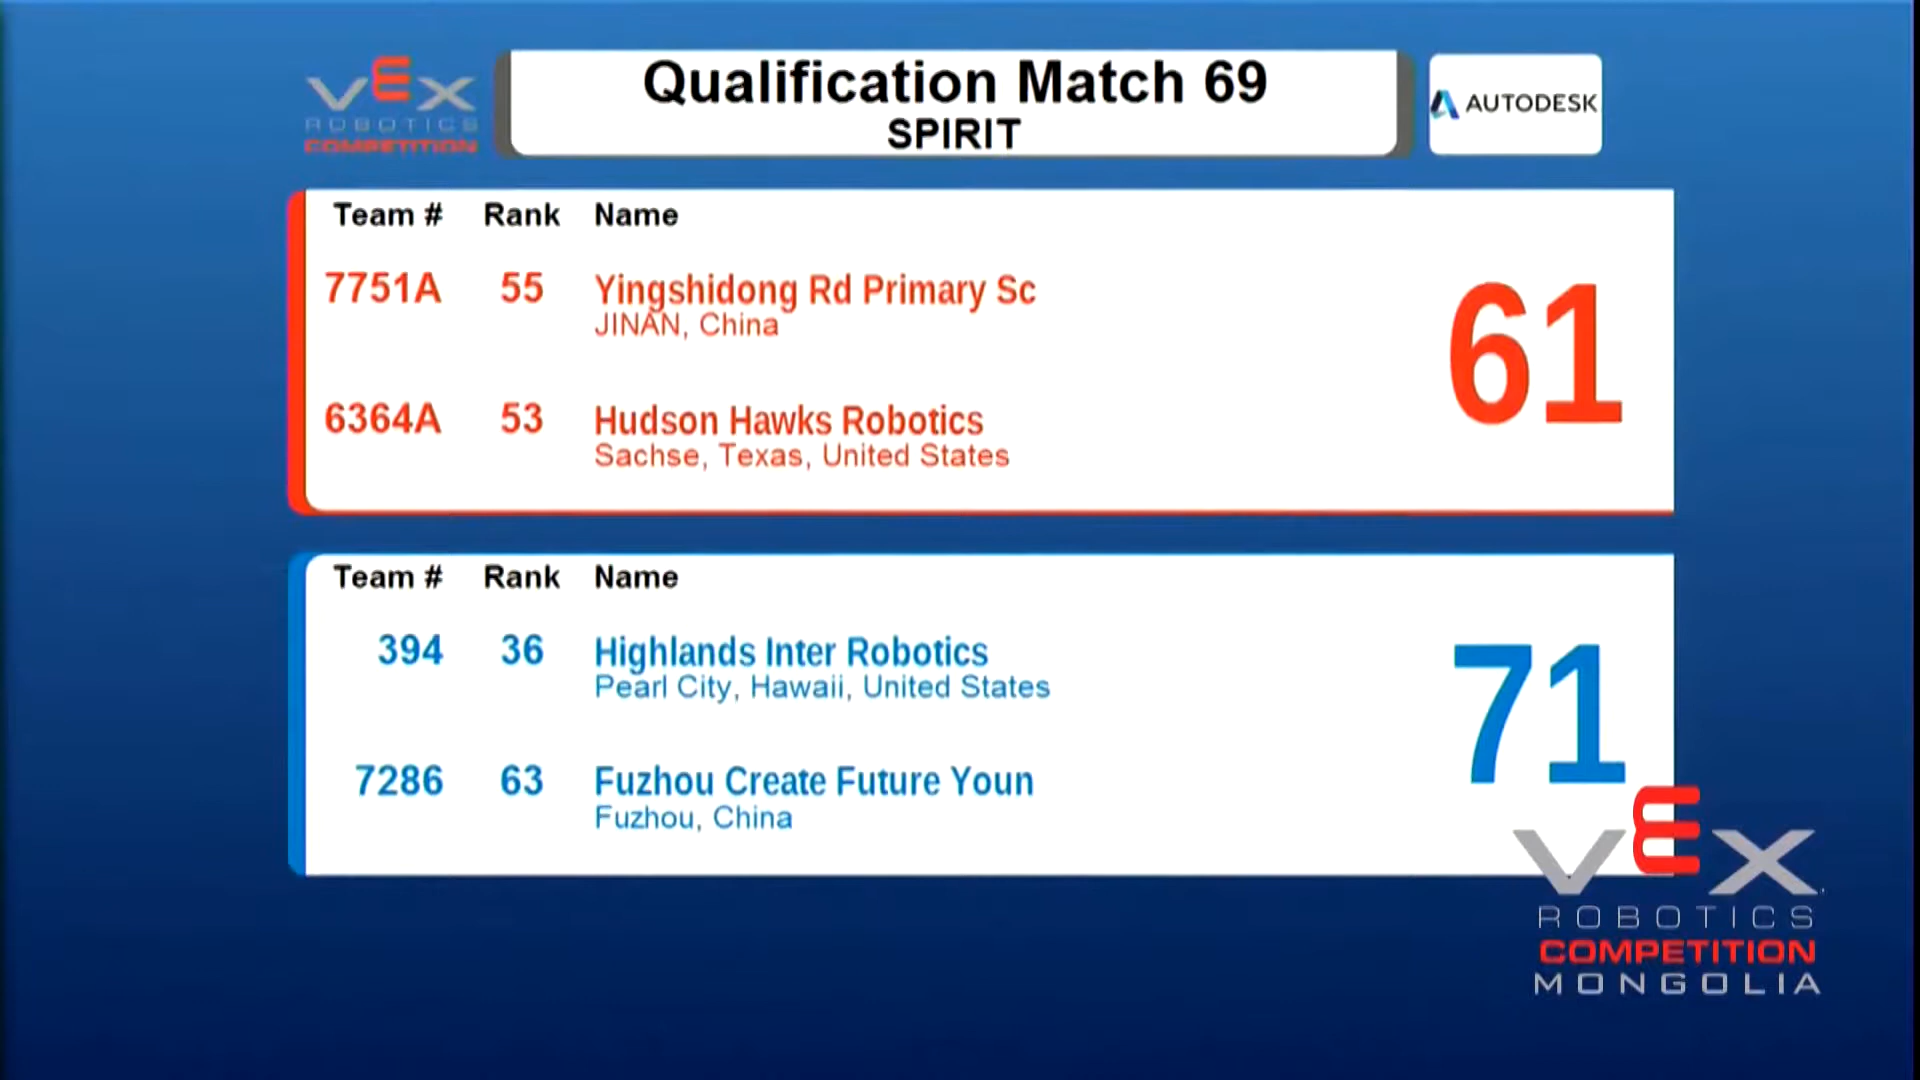 VEX
ROBOTICS
COMPETITION
Qualification Match 69
SPIRIT
AUTODESK
Team # Rank Name
7751A 55 Yingshidong Rd Primary Sc
JINAN, China
6364A 53 Hudson Hawks Robotics
Sachse, Texas, United States
61
Team # Rank Name
394 36 Highlands Inter Robotics
Pearl City, Hawaii, United States
7286 63 Fuzhou Create Future Youn
Fuzhou, China
71
VEX
ROBOTICS
COMPETITION
MONGOLIA